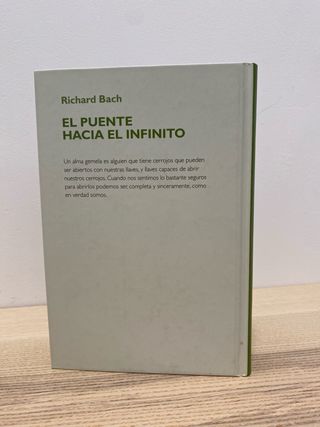 Richard Bach
EL PUENTE
HACIA EL INFINITO
Un alma gemela es alguien que tiene cerrojos que pueden
ser abiertos con nuestras llaves, y llaves capaces de abrir
nuestros cerrojos. Cuando nos sentimos lo bastante seguros
para abrirlos podemos ser, completa y sinceramente, como
en verdad somos.